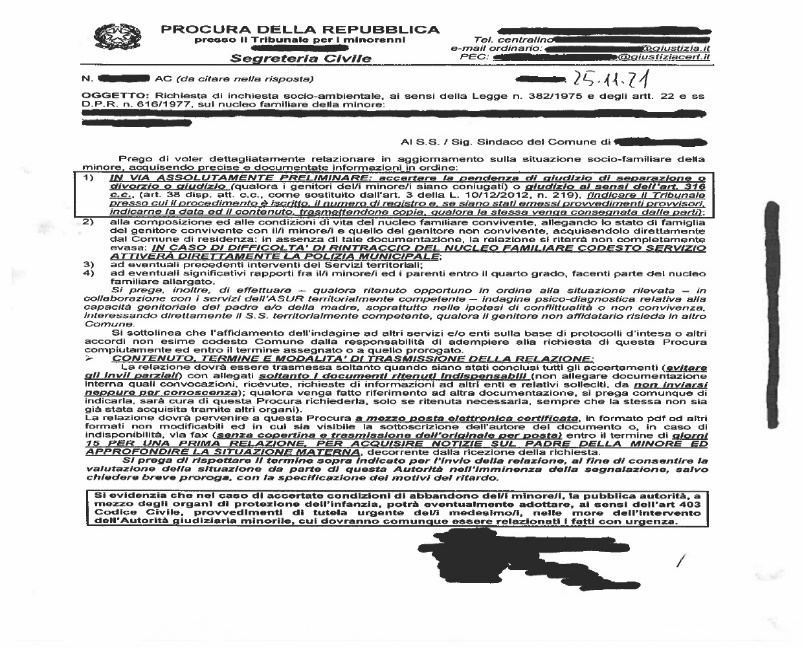 PROCURA DELLA REPUBBLICA
presso il Tribunale per i minorenni
Segreteria Civile
Tel. centralino
e-mail ordinario: @giustizia.it
PEC: @giustiziacert.it
N. AC (da citare nella risposta)
25.11.21
OGGETTO: Richiesta di inchiesta socio-ambientale, ai sensi della Legge n. 382/1975 e degli artt. 22 e ss
D.P.R. n. 616/1977, sul nucleo familiare della minore:
Al S.S. / Sig. Sindaco del Comune di
Prego di voler dettagliatamente relazionare in aggiornamento sulla situazione socio-familiare della
minore, acquisendo precise e documentate informazioni in ordine:
1) IN VIA ASSOLUTAMENTE PRELIMINARE: accertare la pendenza di giudizio di separazione o
divorzio o giudizio (qualora i genitori del/i minore/i siano coniugati) o giudizio ai sensi dell'art. 316
c.c., (art. 38 disp. att. c.c., come sostituito dall'art. 3 della L. 10/12/2012, n. 219). (Indicare il Tribunale
presso cui il procedimento è iscritto, il numero di registro e, se siano stati emessi provvedimenti provvisori,
indicarne la data ed il contenuto, trasmettendone copia, qualora la stessa venga consegnata dalle parti);
2) alla composizione ed alle condizioni di vita del nucleo familiare convivente, allegando lo stato di famiglia
del genitore convivente con il/i minore/i e quello del genitore non convivente, acquisendolo direttamente
dal Comune di residenza: in assenza di tale documentazione, la relazione si riterrà non completamente
evasa: IN CASO DI DIFFICOLTA' DI RINTRACCIO DEL NUCLEO FAMILIARE CODESTO SERVIZIO
ATTIVERÀ DIRETTAMENTE LA POLIZIA MUNICIPALE;
3) ad eventuali precedenti interventi dei Servizi territoriali;
4) ad eventuali significativi rapporti fra il/i minore/i ed i parenti entro il quarto grado, facenti parte del nucleo
familiare allargato.
Si prega, inoltre, di effettuare – qualora ritenuto opportuno in ordine alla situazione rilevata – in
collaborazione con i servizi dell'ASUR territorialmente competente – indagine psico-diagnostica relativa alla
capacità genitoriale del padre e/o della madre, soprattutto nelle ipotesi di conflittualità o non convivenza,
interessando direttamente il S.S. territorialmente competente, qualora il genitore non affidatario risieda in altro
Comune.
Si sottolinea che l'affidamento dell'indagine ad altri servizi e/o enti sulla base di protocolli d'intesa o altri
accordi non esime codesto Comune dalla responsabilità di adempiere alla richiesta di questa Procura
compiutamente ed entro il termine assegnato o a quello prorogato.
➢ CONTENUTO, TERMINE E MODALITA' DI TRASMISSIONE DELLA RELAZIONE:
La relazione dovrà essere trasmessa soltanto quando siano stati conclusi tutti gli accertamenti (evitare
gli invii parziali) con allegati soltanto i documenti ritenuti indispensabili (non allegare documentazione
interna quali convocazioni, ricevute, richieste di informazioni ad altri enti e relativi solleciti, da non inviarsi
neppure per conoscenza); qualora venga fatto riferimento ad altra documentazione, si prega comunque di
indicarla, sarà cura di questa Procura richiederla, solo se ritenuta necessaria, sempre che la stessa non sia
già stata acquisita tramite altri organi).
La relazione dovrà pervenire a questa Procura a mezzo posta elettronica certificata, in formato pdf od altri
formati non modificabili ed in cui sia visibile la sottoscrizione dell'autore del documento o, in caso di
indisponibilità, via fax (senza copertina e trasmissione dell'originale per posta) entro il termine di giorni
15 PER UNA PRIMA RELAZIONE, PER ACQUISIRE NOTIZIE SUL PADRE DELLA MINORE ED
APPROFONDIRE LA SITUAZIONE MATERNA, decorrente dalla ricezione della richiesta.
Si prega di rispettare il termine sopra indicato per l'invio della relazione, al fine di consentire la
valutazione della situazione da parte di questa Autorità nell'imminenza della segnalazione, salvo
chiedere breve proroga, con la specificazione dei motivi del ritardo.
Si evidenzia che nel caso di accertate condizioni di abbandono del/i minore/i, la pubblica autorità, a
mezzo degli organi di protezione dell'infanzia, potrà eventualmente adottare, ai sensi dell'art 403
Codice Civile, provvedimenti di tutela urgente del/i medesimo/i, nelle more dell'intervento
dell'Autorità giudiziaria minorile, cui dovranno comunque essere relazionati i fatti con urgenza.